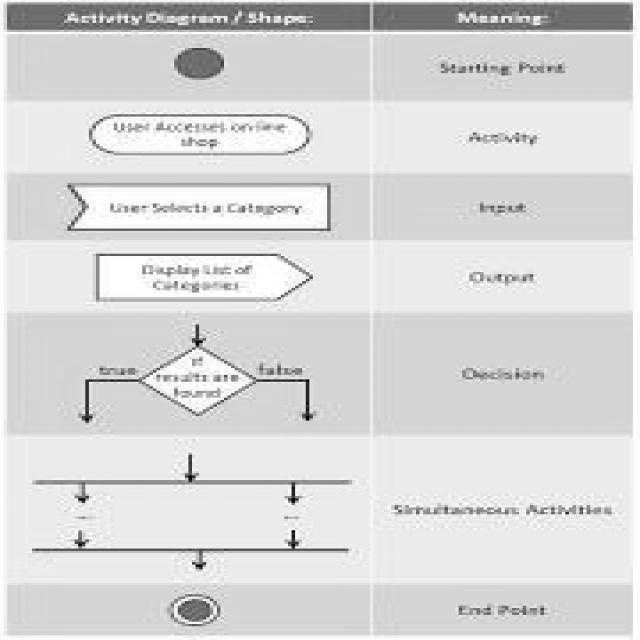 Activity Diagram / Shape:
Meaning:
Starting Point
User Accesses on-line
shop
Activity
User Selects a Category
Input
Display List of
Categories
Output
true
If
results are
found
false
Decision
...
...
Simultaneous Activities
End Point